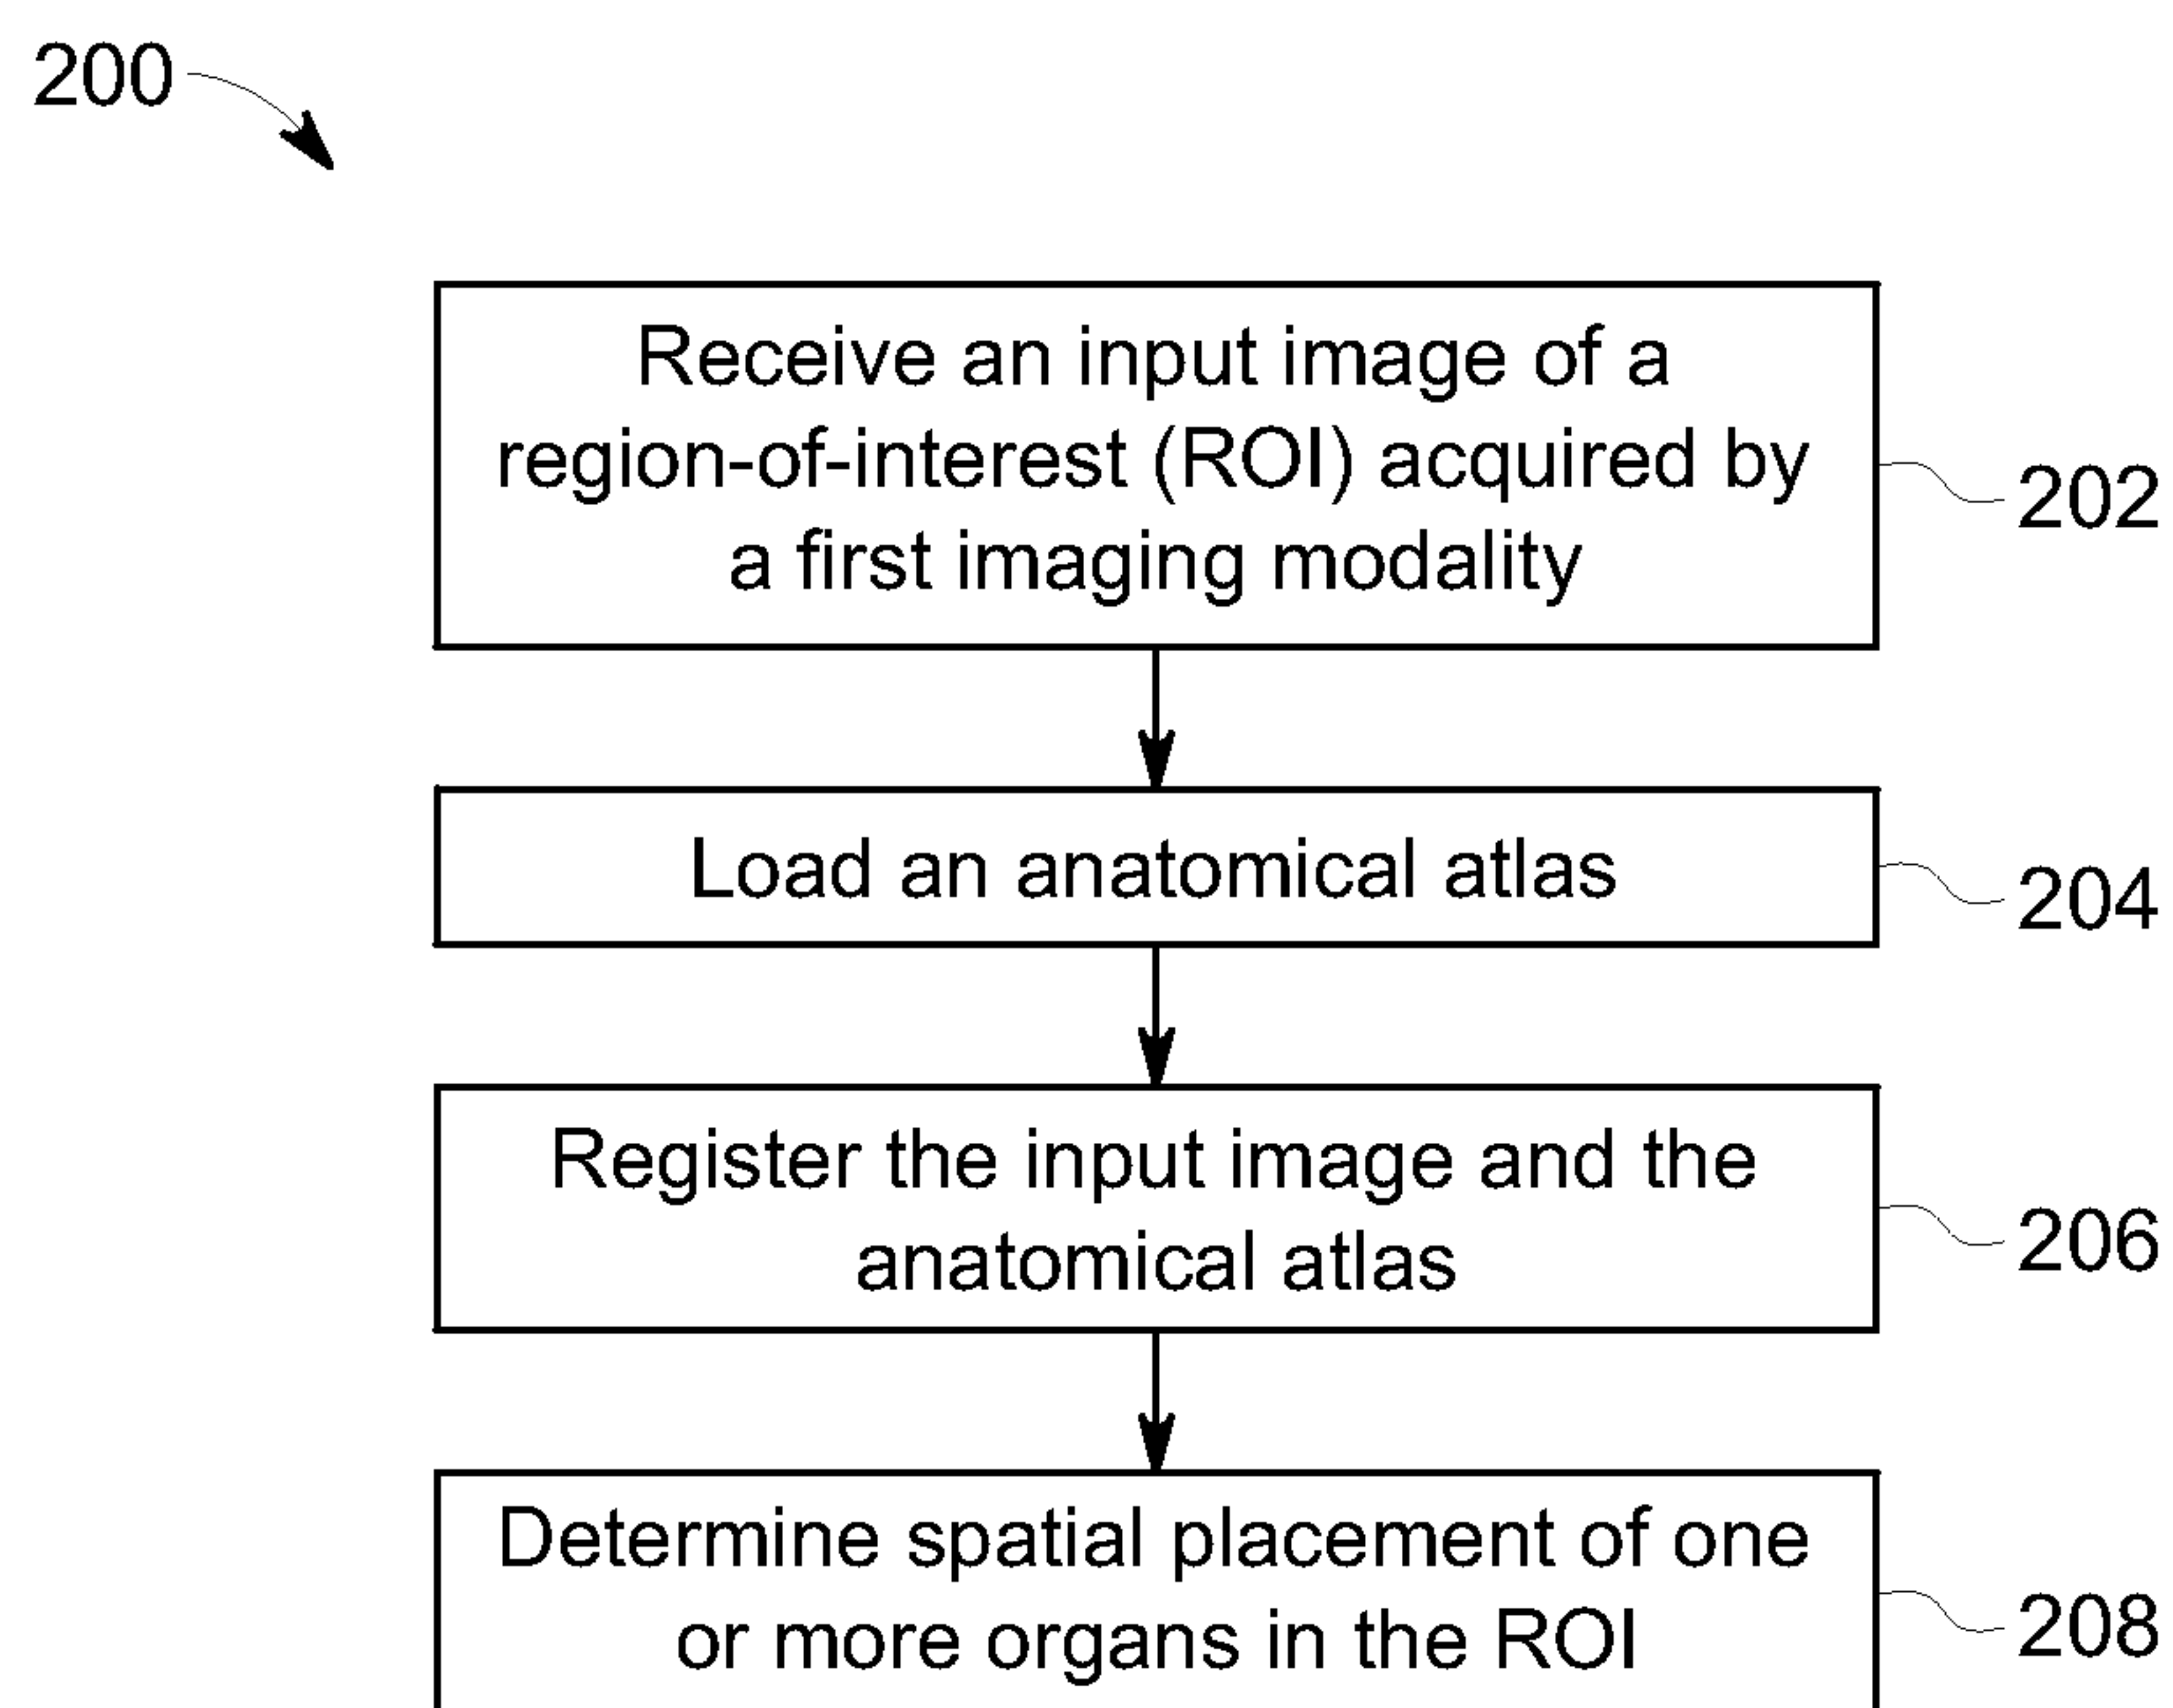 200
Receive an input image of a
region-of-interest (ROI) acquired by
a first imaging modality
202
Load an anatomical atlas
204
Register the input image and the
anatomical atlas
206
Determine spatial placement of one
or more organs in the ROI
208